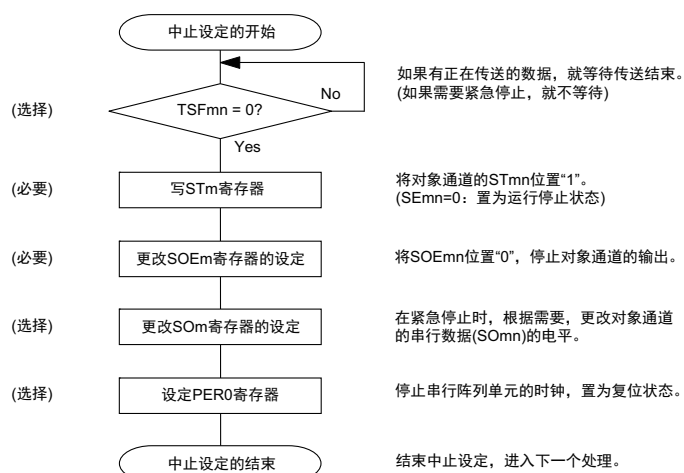 中止设定的开始
如果有正在传送的数据，就等待传送结束。
(如果需要紧急停止，就不等待)
No
(选择)
TSFmn = 0?
Yes
(必要)
写STm寄存器
将对象通道的STmn位置“1”。
(SEmn=0：置为运行停止状态)
(必要)
更改SOEm寄存器的设定
将SOEmn位置“0”，停止对象通道的输出。
(选择)
更改SOm寄存器的设定
在紧急停止时，根据需要，更改对象通道
的串行数据(SOmn)的电平。
(选择)
设定PER0寄存器
停止串行阵列单元的时钟，置为复位状态。
中止设定的结束
结束中止设定，进入下一个处理。